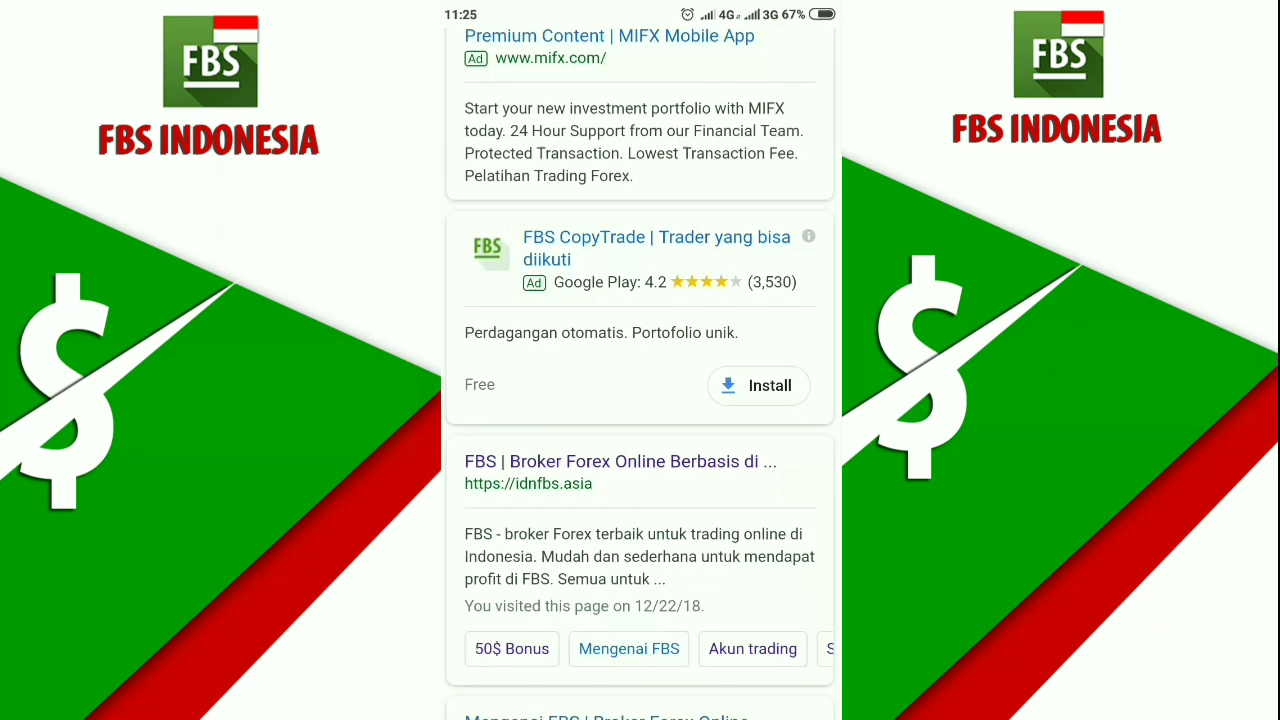 FBS
FBS INDONESIA
11:25
4G 3G 67%
Premium Content | MIFX Mobile App
Ad www.mifx.com/
Start your new investment portfolio with MIFX
today. 24 Hour Support from our Financial Team.
Protected Transaction. Lowest Transaction Fee.
Pelatihan Trading Forex.
FBS
FBS CopyTrade | Trader yang bisa
diikuti
Ad Google Play: 4.2 ★★★★★ (3,530)
Perdagangan otomatis. Portofolio unik.
Free
Install
FBS | Broker Forex Online Berbasis di ...
https://idnfbs.asia
FBS - broker Forex terbaik untuk trading online di
Indonesia. Mudah dan sederhana untuk mendapat
profit di FBS. Semua untuk ...
You visited this page on 12/22/18.
50$ Bonus
Mengenai FBS
Akun trading
S
Mengenai FBS | Broker Forex Online
FBS
FBS INDONESIA